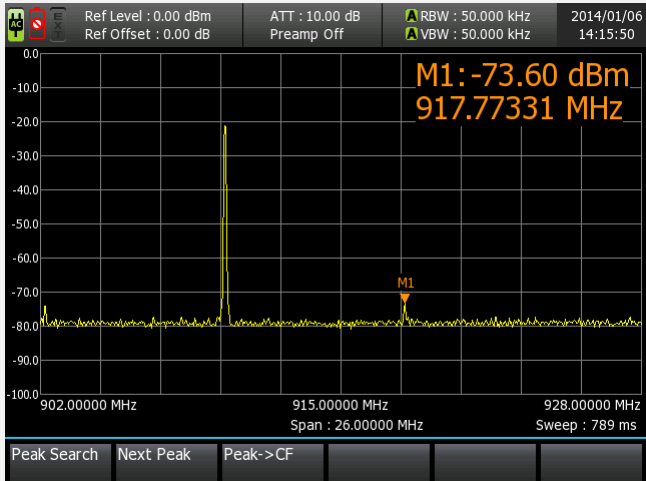 AC EXT Ref Level : 0.00 dBm ATT : 10.00 dB A RBW : 50.000 kHz 2014/01/06
Ref Offset : 0.00 dB Preamp Off A VBW : 50.000 kHz 14:15:50
0.0
M1:-73.60 dBm
-10.0
917.77331 MHz
-20.0
-30.0
-40.0
-50.0
-60.0
M1
-70.0
-80.0
-90.0
-100.0
902.00000 MHz 915.00000 MHz 928.00000 MHz
Span : 26.00000 MHz Sweep : 789 ms
Peak Search Next Peak Peak->CF